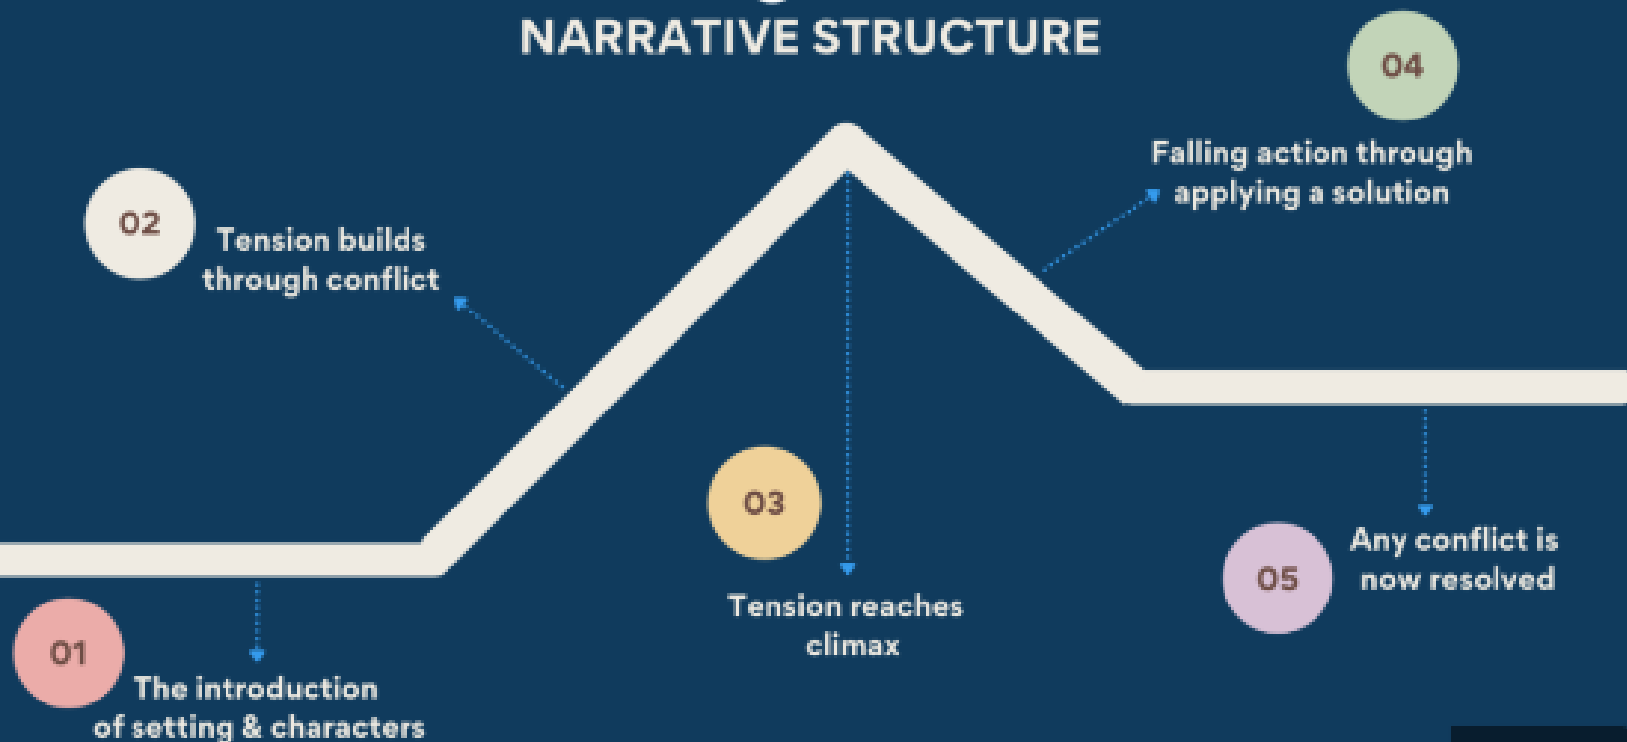 NARRATIVE STRUCTURE
04
Falling action through
applying a solution
02
Tension builds
through conflict
03
Tension reaches
climax
05
Any conflict is
now resolved
01
The introduction
of setting & characters